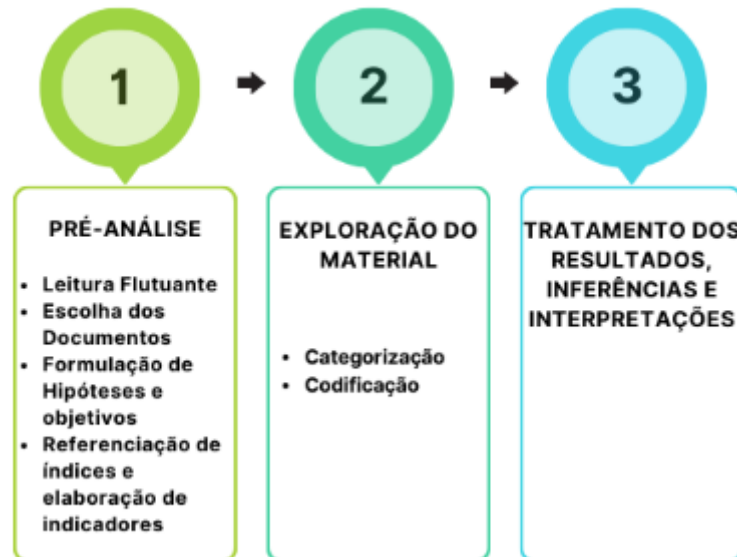 1
2
3
PRÉ-ANÁLISE
• Leitura Flutuante
• Escolha dos
Documentos
• Formulação de
Hipóteses e
objetivos
• Referenciação de
índices e
elaboração de
indicadores
EXPLORAÇÃO DO
MATERIAL
• Categorização
• Codificação
TRATAMENTO DOS
RESULTADOS,
INFERÊNCIAS E
INTERPRETAÇÕES